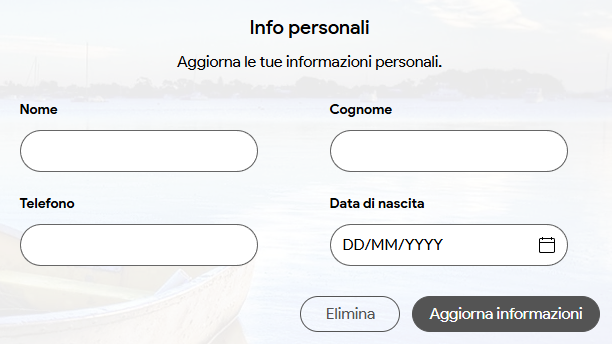 Info personali
Aggiorna le tue informazioni personali.
Nome
Cognome
Telefono
Data di nascita
DD/MM/YYYY
Elimina
Aggiorna informazioni